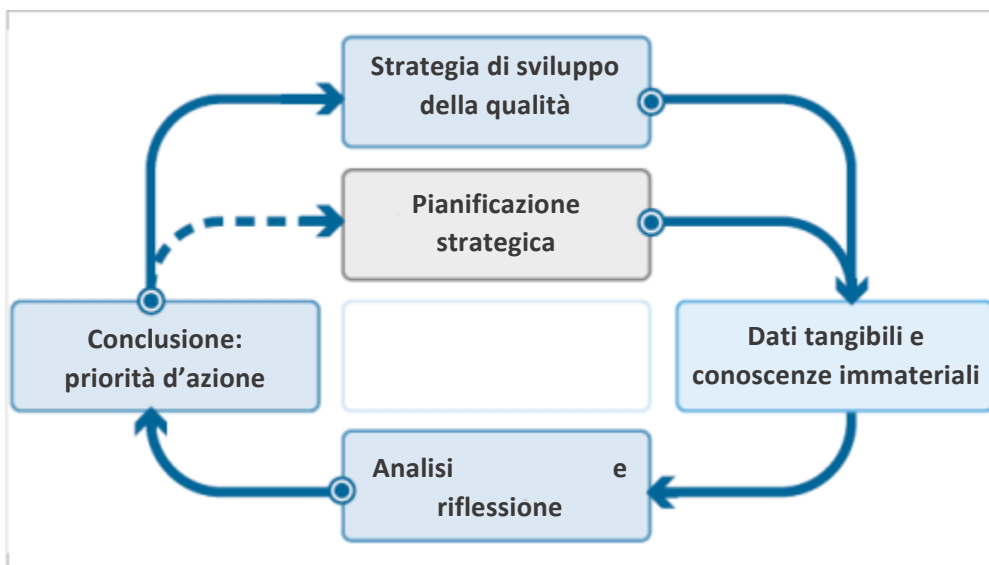 Strategia di sviluppo
della qualità
Pianificazione
strategica
Conclusione:
priorità d’azione
Dati tangibili e
conoscenze immateriali
Analisi e
riflessione